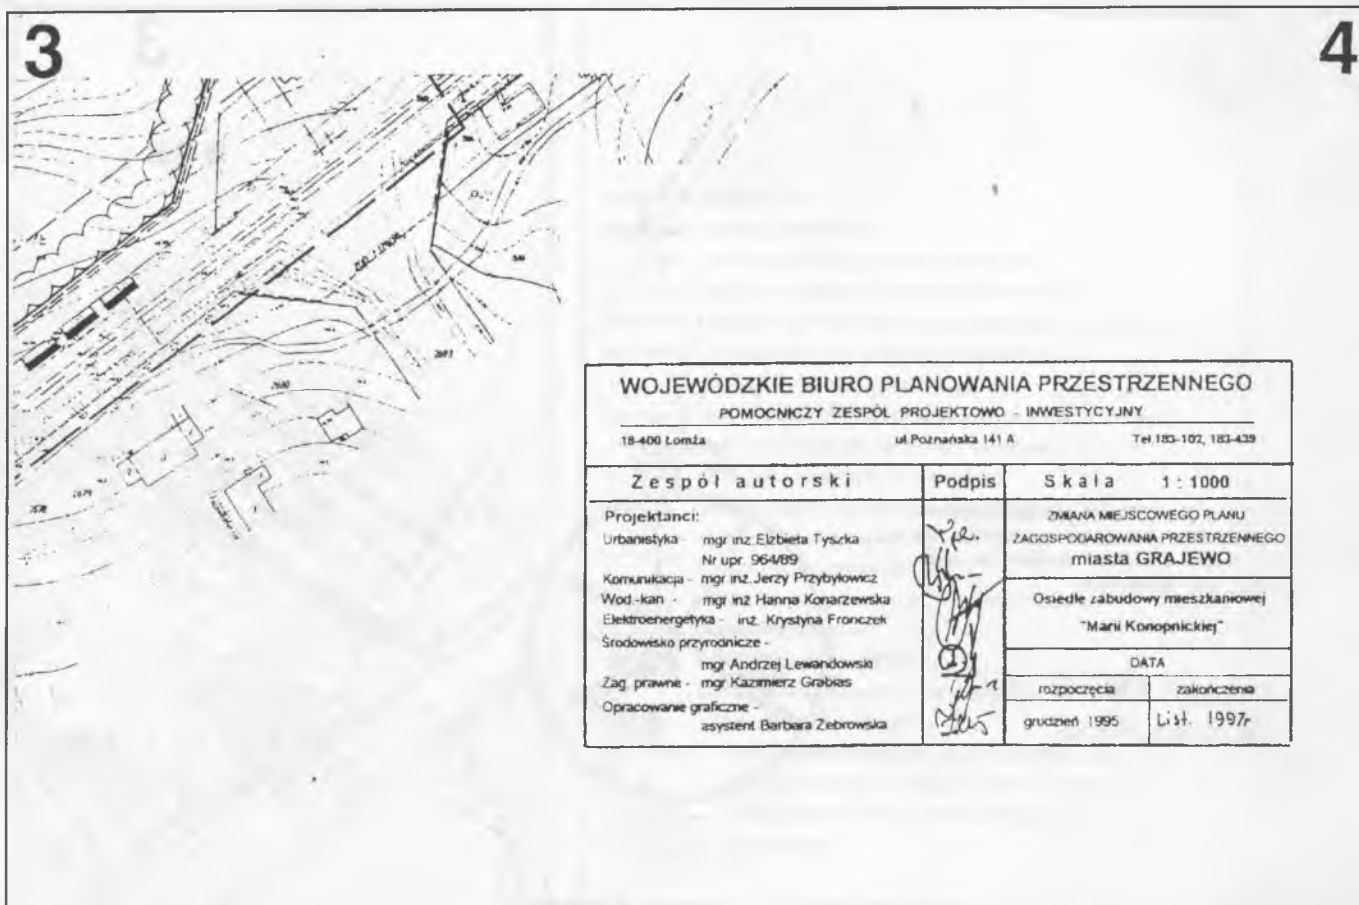 3
4
2683
2680
2679
2678
WOJEWÓDZKIE BIURO PLANOWANIA PRZESTRZENNEGO
POMOCNICZY ZESPÓŁ PROJEKTOWO - INWESTYCYJNY
18-400 Łomża ul.Poznańska 141 A Tel.183-102, 183-439
Zespół autorski
Podpis
Skala 1 : 1000
Projektanci:
Urbanistyka - mgr inż. Elżbieta Tyszka
Nr upr. 964/89
Komunikacja - mgr inż. Jerzy Przybyłowicz
Wod.-kan - mgr inż Hanna Konarzewska
Elektroenergetyka - inż. Krystyna Fronczek
Środowisko przyrodnicze -
mgr Andrzej Lewandowski
Zag. prawne - mgr Kazimierz Grabias
Opracowanie graficzne -
asystent Barbara Żebrowska
ZMIANA MIEJSCOWEGO PLANU
ZAGOSPODAROWANIA PRZESTRZENNEGO
miasta GRAJEWO
Osiedle zabudowy mieszkaniowej
"Marii Konopnickiej"
DATA
rozpoczęcia zakończenia
grudzień 1995 List. 1997r